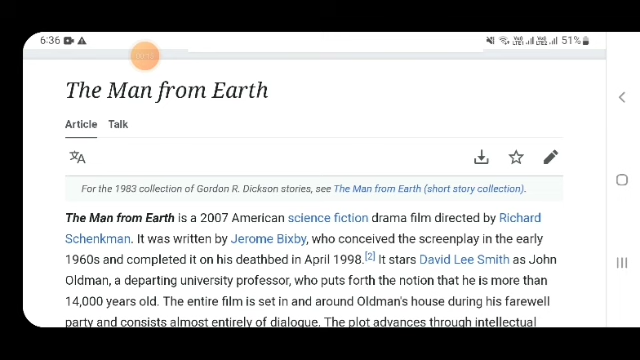 6:36
51%
The Man from Earth
Article Talk
For the 1983 collection of Gordon R. Dickson stories, see The Man from Earth (short story collection).
The Man from Earth is a 2007 American science fiction drama film directed by Richard
Schenkman. It was written by Jerome Bixby, who conceived the screenplay in the early
1960s and completed it on his deathbed in April 1998.[2] It stars David Lee Smith as John
Oldman, a departing university professor, who puts forth the notion that he is more than
14,000 years old. The entire film is set in and around Oldman's house during his farewell
party and consists almost entirely of dialogue. The plot advances through intellectual